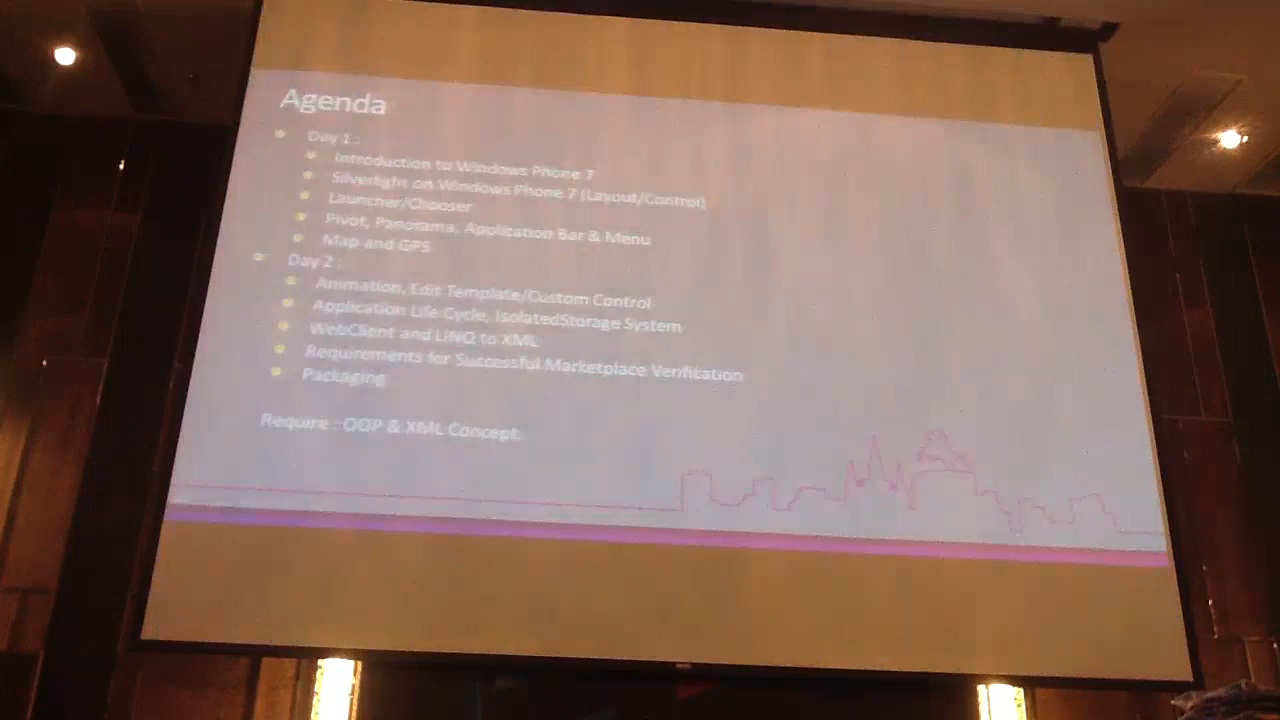 Agenda
Day 1 :
Introduction to Windows Phone 7
Silverlight on Windows Phone 7 (Layout/Control)
Launcher/Chooser
Pivot, Panorama, Application Bar & Menu
Map and GPS
Day 2 :
Animation, Edit Template/Custom Control
Application Life Cycle, IsolatedStorage System
WebClient and LINQ to XML
Requirements for Successful Marketplace Verification
Packaging
Require : OOP & XML Concept.